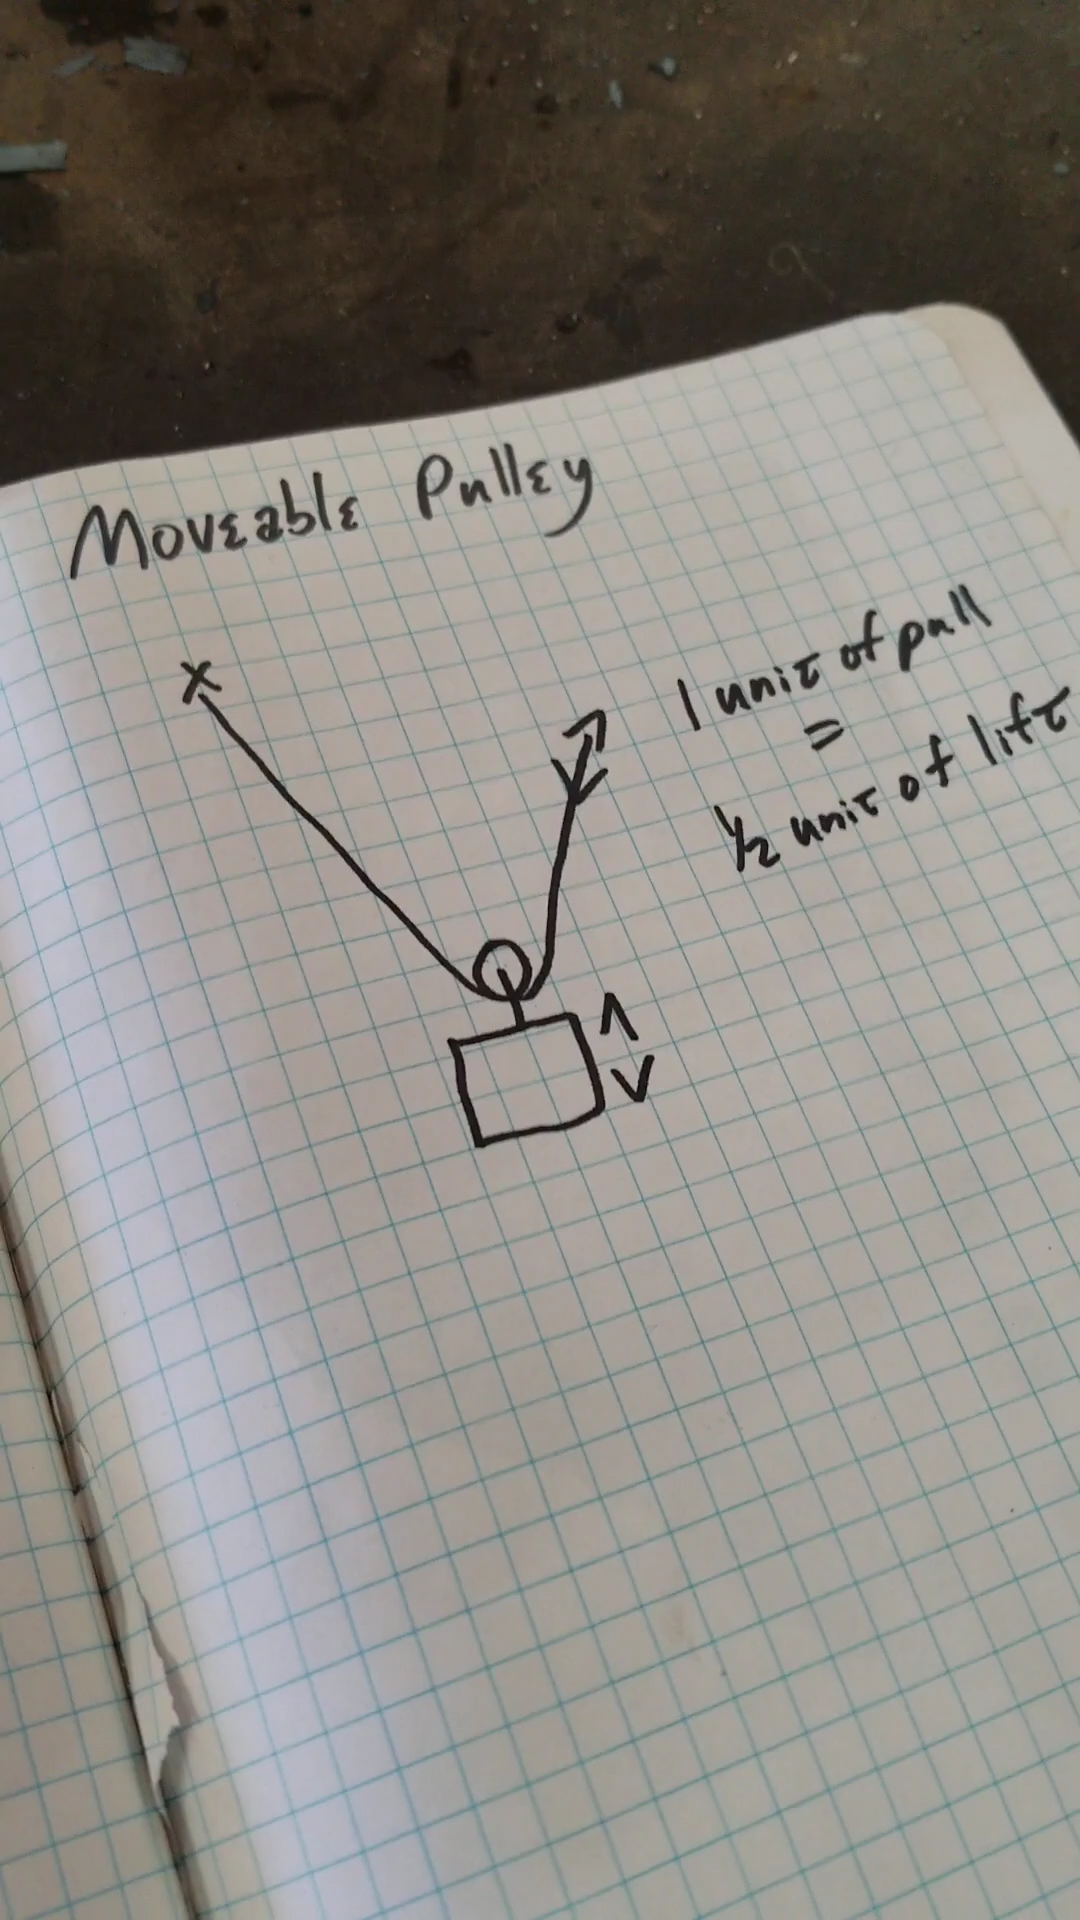 Moveable Pulley
1 unit of pull
=
1/2 unit of lift